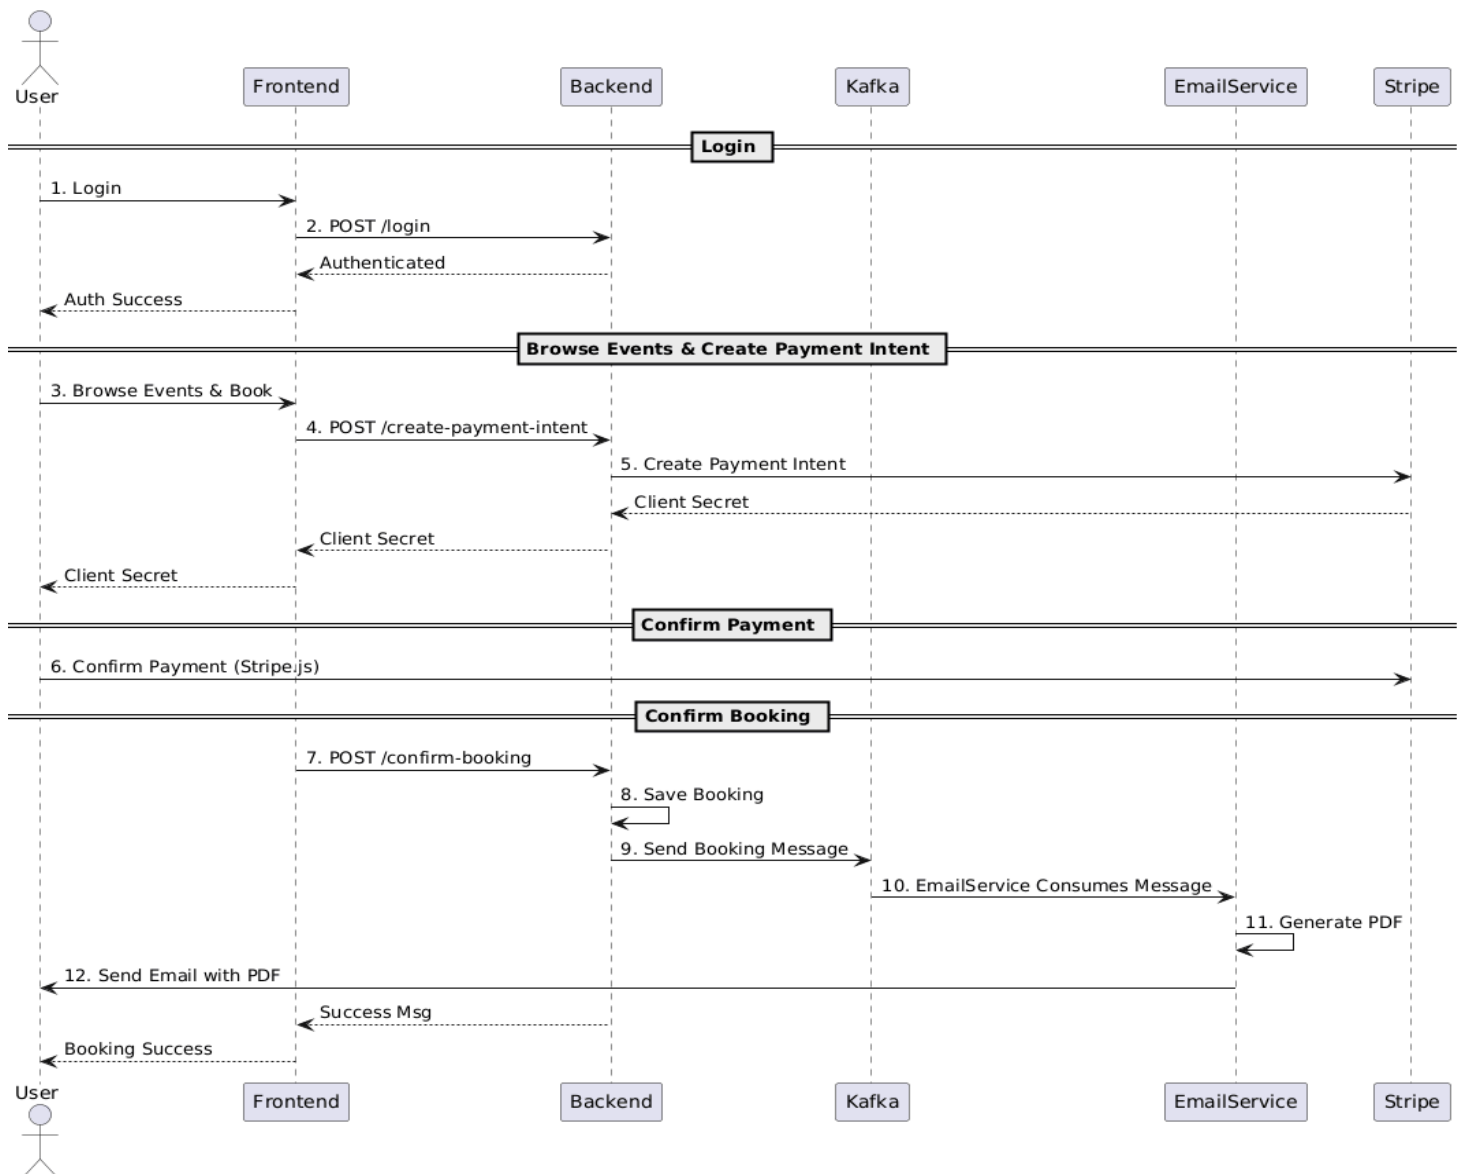 User
Frontend
Backend
Kafka
EmailService
Stripe
Login
1. Login
2. POST /login
Authenticated
Auth Success
Browse Events & Create Payment Intent
3. Browse Events & Book
4. POST /create-payment-intent
5. Create Payment Intent
Client Secret
Client Secret
Client Secret
Confirm Payment
6. Confirm Payment (Stripe.js)
Confirm Booking
7. POST /confirm-booking
8. Save Booking
9. Send Booking Message
10. EmailService Consumes Message
11. Generate PDF
12. Send Email with PDF
Success Msg
Booking Success
User
Frontend
Backend
Kafka
EmailService
Stripe